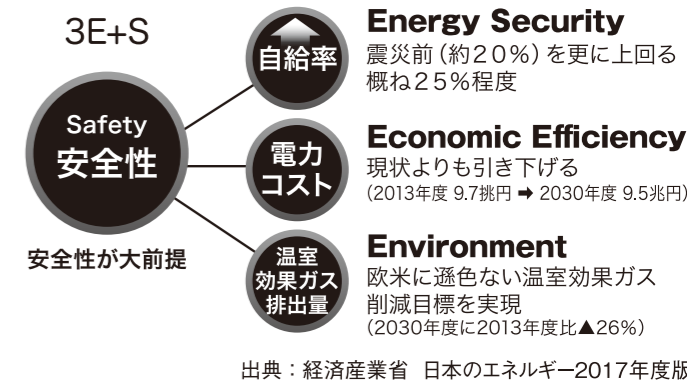 3E+S
Safety
安全性
安全性が大前提
自給率
Energy Security
震災前（約２０%）を更に上回る
概ね２５%程度
電力
コスト
Economic Efficiency
現状よりも引き下げる
（2013年度 9.7挑円 ➡ 2030年度 9.5兆円）
温室
効果ガス
排出量
Environment
欧米に遜色ない温室効果ガス
削減目標を実現
（2030年度に2013年度比▲26%）
出典：経済産業省 日本のエネルギー2017年度版